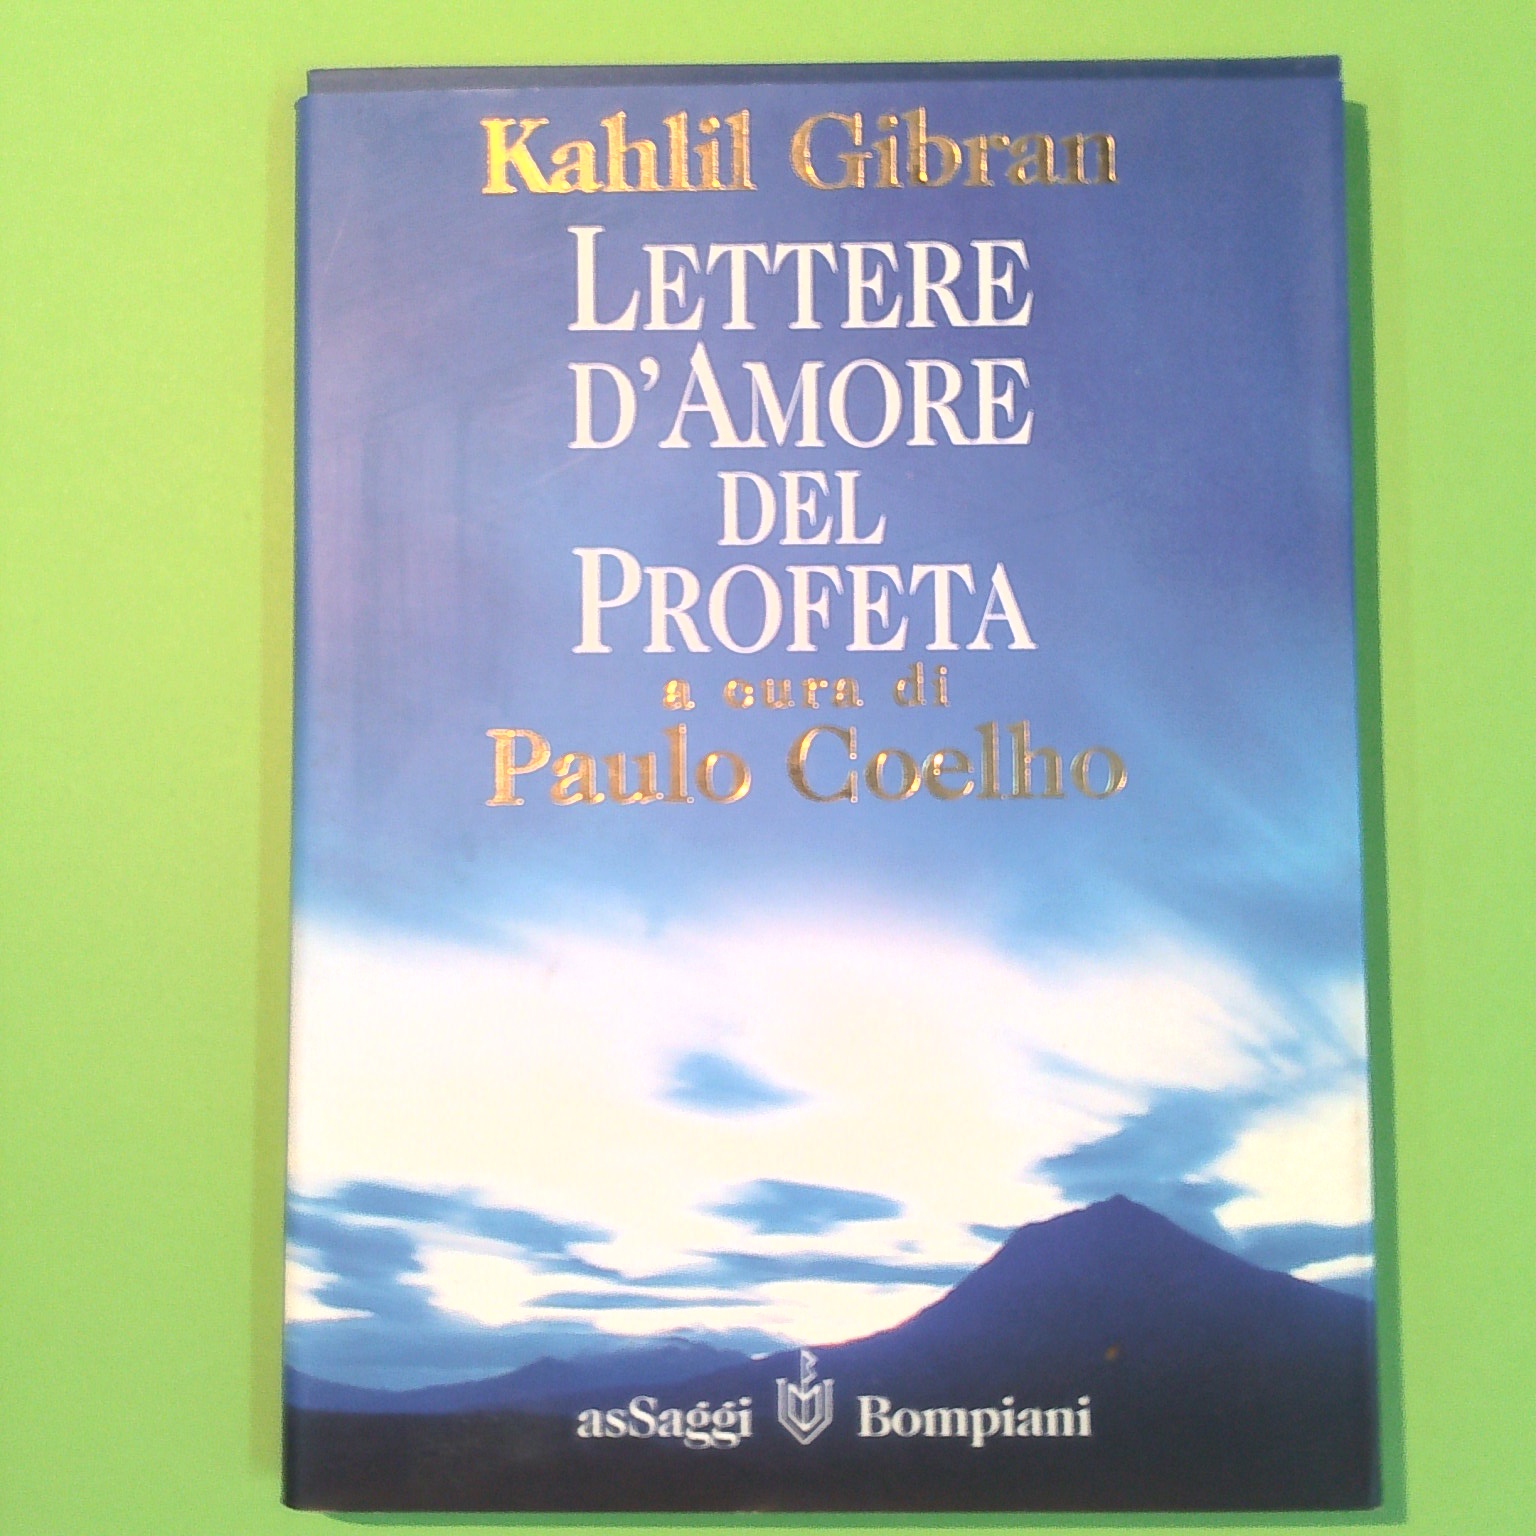 Kahlil Gibran
LETTERE
D'AMORE
DEL
PROFETA
a cura di
Paulo Coelho
asSaggi B Bompiani